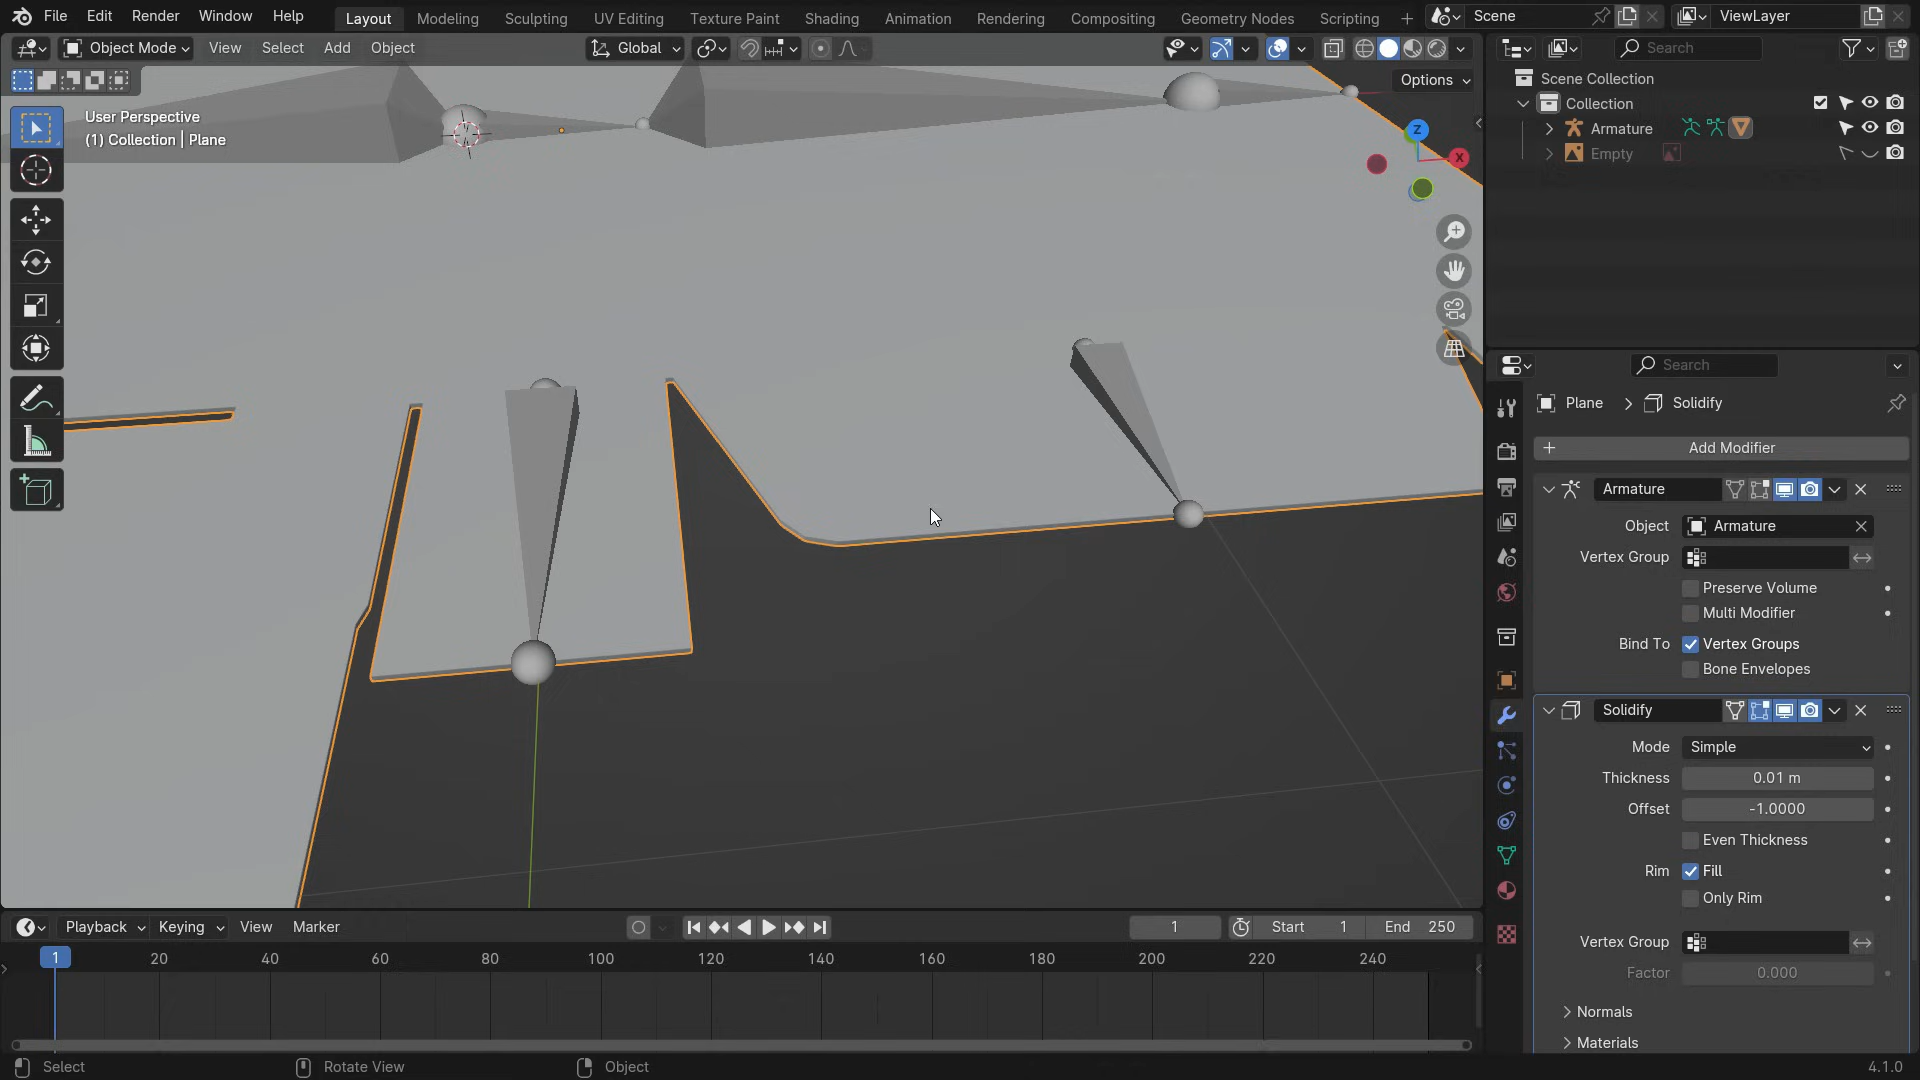 File Edit Render Window Help Layout Modeling Sculpting UV Editing Texture Paint Shading Animation Rendering Compositing Geometry Nodes Scripting + Scene ViewLayer
Object Mode View Select Add Object Global Search
Options
User Perspective
(1) Collection | Plane
Z
X
Scene Collection
Collection
Armature
Empty
Search
Plane > Solidify
+ Add Modifier
Armature
Object Armature
Vertex Group
Preserve Volume
Multi Modifier
Bind To Vertex Groups
Bone Envelopes
Solidify
Mode Simple
Thickness 0.01 m
Offset -1.0000
Even Thickness
Rim Fill
Only Rim
Vertex Group
Factor 0.000
Normals
Materials
Playback Keying View Marker 1 Start 1 End 250
1 20 40 60 80 100 120 140 160 180 200 220 240
Select Rotate View Object 4.1.0